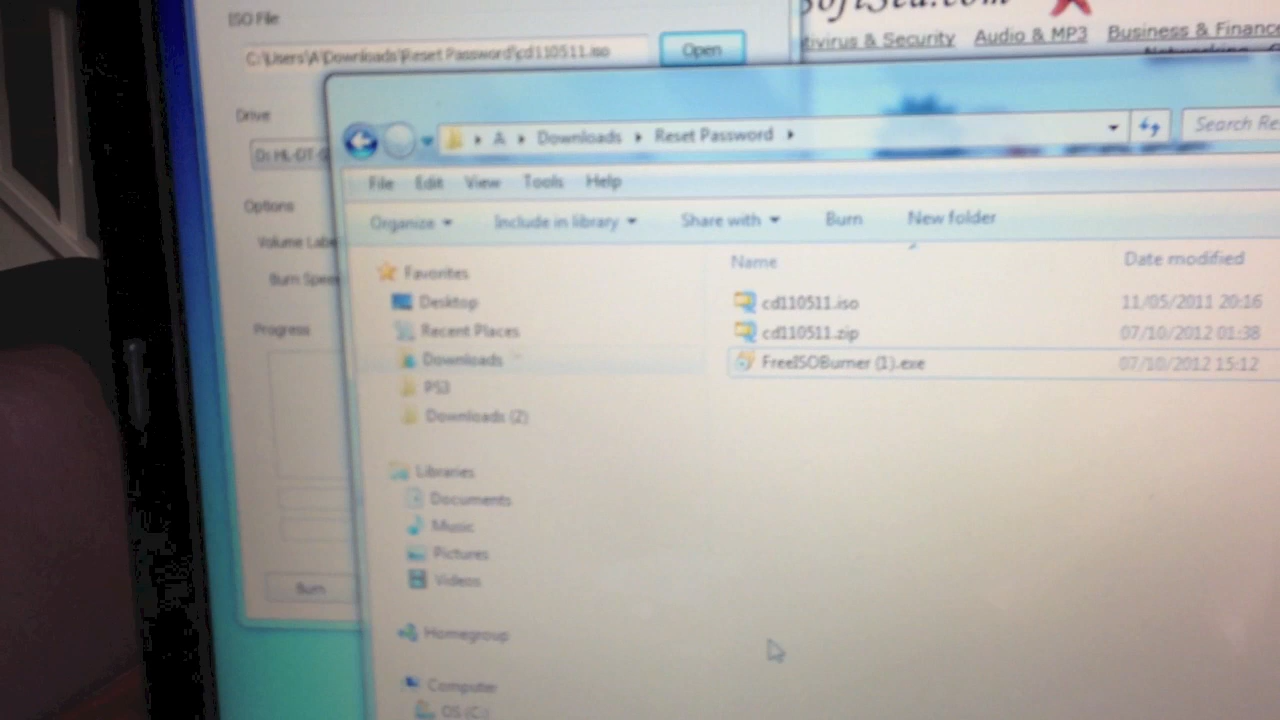 ISO File
C:\Users\A\Downloads\Reset Password\cd110511.iso
Open
SoftSea.com
Audio & MP3
Business & Finance
& Security
Drive
Options
Progress
Burn
A
Downloads
Reset Password
Search Re
File
Edit
View
Tools
Help
Organize
Include in library
Share with
Burn
New folder
Name
Date modified
Favorites
Desktop
Recent Places
Downloads
PS3
Downloads (2)
Libraries
Documents
Music
Pictures
Videos
Homegroup
Computer
OS (C:)
cd110511.iso
11/05/2011 20:16
cd110511.zip
07/10/2012 01:38
FreeISOBurner (1).exe
07/10/2012 15:12